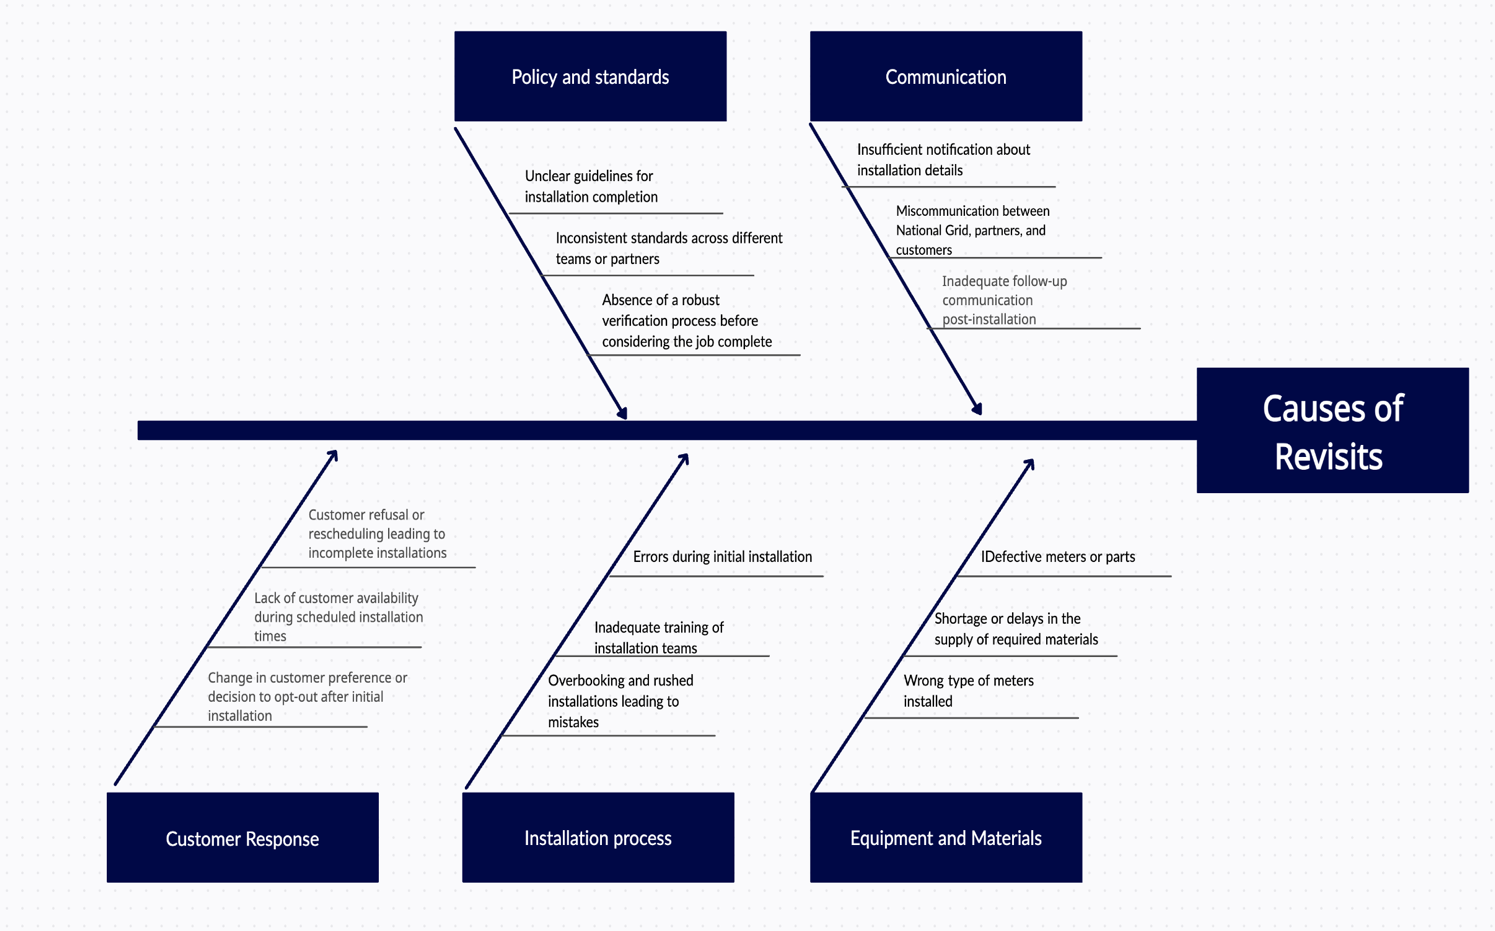 Policy and standards
Communication
Unclear guidelines for
installation completion
Inconsistent standards across different
teams or partners
Absence of a robust
verification process before
considering the job complete
Insufficient notification about
installation details
Miscommunication between
National Grid, partners, and
customers
Inadequate follow-up
communication
post-installation
Causes of
Revisits
Customer refusal or
rescheduling leading to
incomplete installations
Lack of customer availability
during scheduled installation
times
Change in customer preference or
decision to opt-out after initial
installation
Errors during initial installation
Inadequate training of
installation teams
Overbooking and rushed
installations leading to
mistakes
IDefective meters or parts
Shortage or delays in the
supply of required materials
Wrong type of meters
installed
Customer Response
Installation process
Equipment and Materials